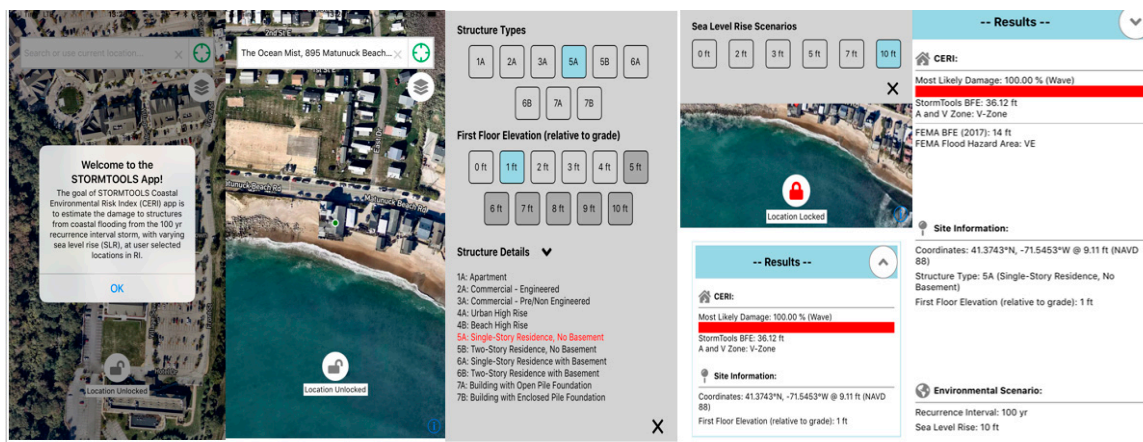 Search or use current location...
Welcome to the
STORMTOOLS App!
The goal of STORMTOOLS Coastal
Environmental Risk Index (CERI) app is
to estimate the damage to structures
from coastal flooding from the 100 yr
recurrence interval storm, with varying
sea level rise (SLR), at user selected
locations in RI.
OK
Location Unlocked
2nd St E
1st St E
The Ocean Mist, 895 Matunuck Beach...
Matunuck Beach Rd
Matunuck Beach Rd
Location Unlocked
Structure Types
1A 2A 3A 5A 5B 6A
6B 7A 7B
First Floor Elevation (relative to grade)
0 ft 1 ft 2 ft 3 ft 4 ft 5 ft
6 ft 7 ft 8 ft 9 ft 10 ft
Structure Details
1A: Apartment
2A: Commercial - Engineered
3A: Commercial - Pre/Non Engineered
4A: Urban High Rise
4B: Beach High Rise
5A: Single-Story Residence, No Basement
5B: Two-Story Residence, No Basement
6A: Single-Story Residence with Basement
6B: Two-Story Residence with Basement
7A: Building with Open Pile Foundation
7B: Building with Enclosed Pile Foundation
X
Sea Level Rise Scenarios
0 ft 2 ft 3 ft 5 ft 7 ft 10 ft
X
Location Locked
-- Results --
CERI:
Most Likely Damage: 100.00 % (Wave)
StormTools BFE: 36.12 ft
A and V Zone: V-Zone
Site Information:
Coordinates: 41.3743°N, -71.5453°W @ 9.11 ft (NAVD
88)
First Floor Elevation (relative to grade): 1 ft
-- Results --
CERI:
Most Likely Damage: 100.00 % (Wave)
StormTools BFE: 36.12 ft
A and V Zone: V-Zone
FEMA BFE (2017): 14 ft
FEMA Flood Hazard Area: VE
Site Information:
Coordinates: 41.3743°N, -71.5453°W @ 9.11 ft (NAVD
88)
Structure Type: 5A (Single-Story Residence, No
Basement)
First Floor Elevation (relative to grade): 1 ft
Environmental Scenario:
Recurrence Interval: 100 yr
Sea Level Rise: 10 ft